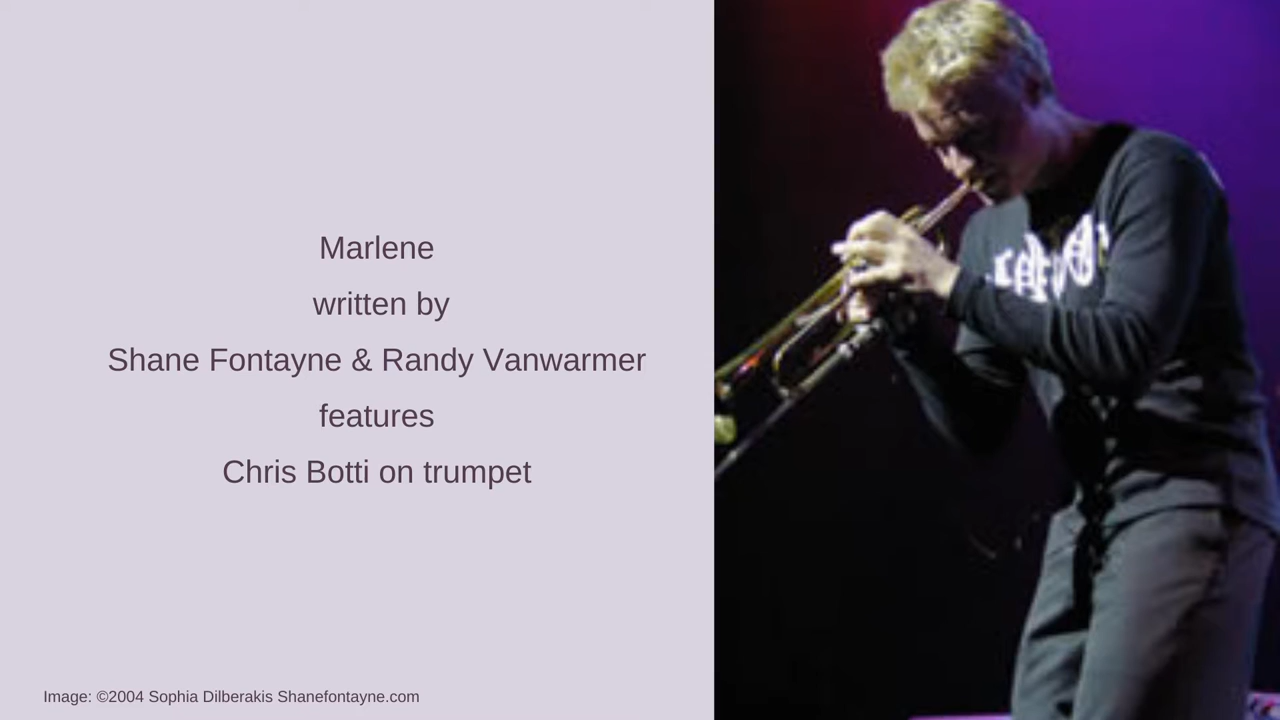 Marlene
written by
Shane Fontayne & Randy Vanwarmer
features
Chris Botti on trumpet
Image: ©2004 Sophia Dilberakis Shanefontayne.com